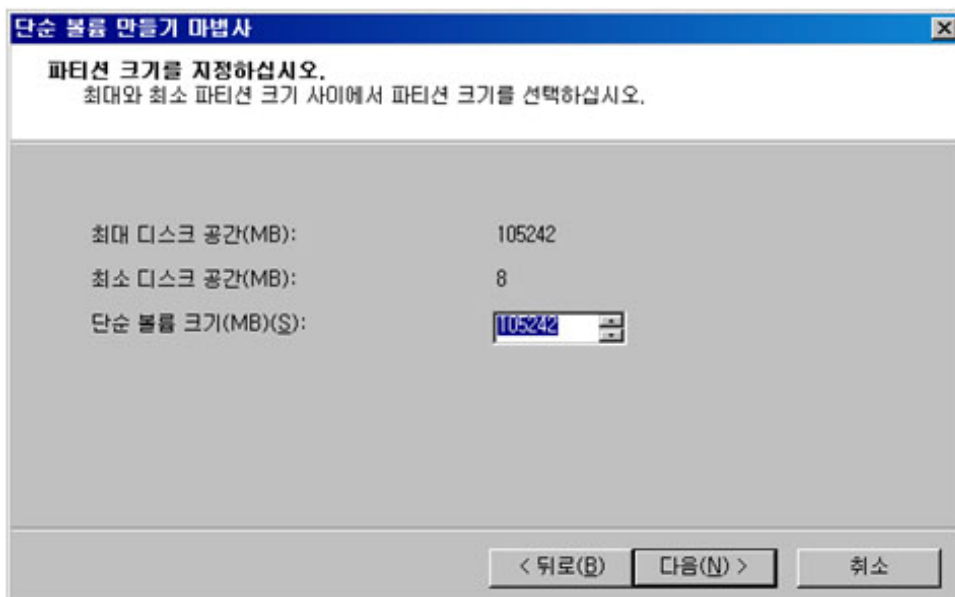 단순 볼륨 만들기 마법사
파티션 크기를 지정하십시오.
최대와 최소 파티션 크기 사이에서 파티션 크기를 선택하십시오.
최대 디스크 공간(MB): 105242
최소 디스크 공간(MB): 8
단순 볼륨 크기(MB)(S): 105242
< 뒤로(B) 다음(N) > 취소